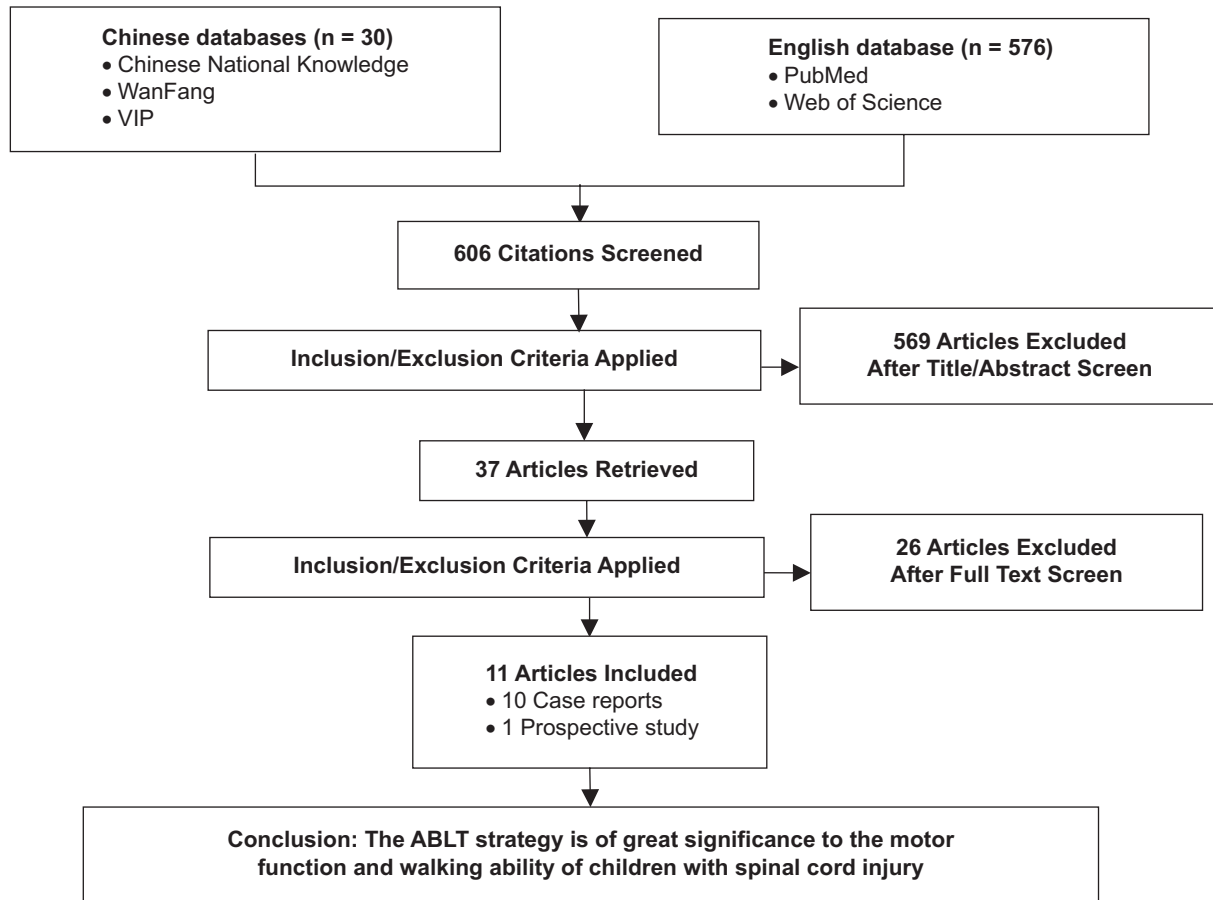 Chinese databases (n = 30)
• Chinese National Knowledge
• WanFang
• VIP
English database (n = 576)
• PubMed
• Web of Science
606 Citations Screened
Inclusion/Exclusion Criteria Applied
569 Articles Excluded
After Title/Abstract Screen
37 Articles Retrieved
Inclusion/Exclusion Criteria Applied
26 Articles Excluded
After Full Text Screen
11 Articles Included
• 10 Case reports
• 1 Prospective study
Conclusion: The ABLT strategy is of great significance to the motor
function and walking ability of children with spinal cord injury